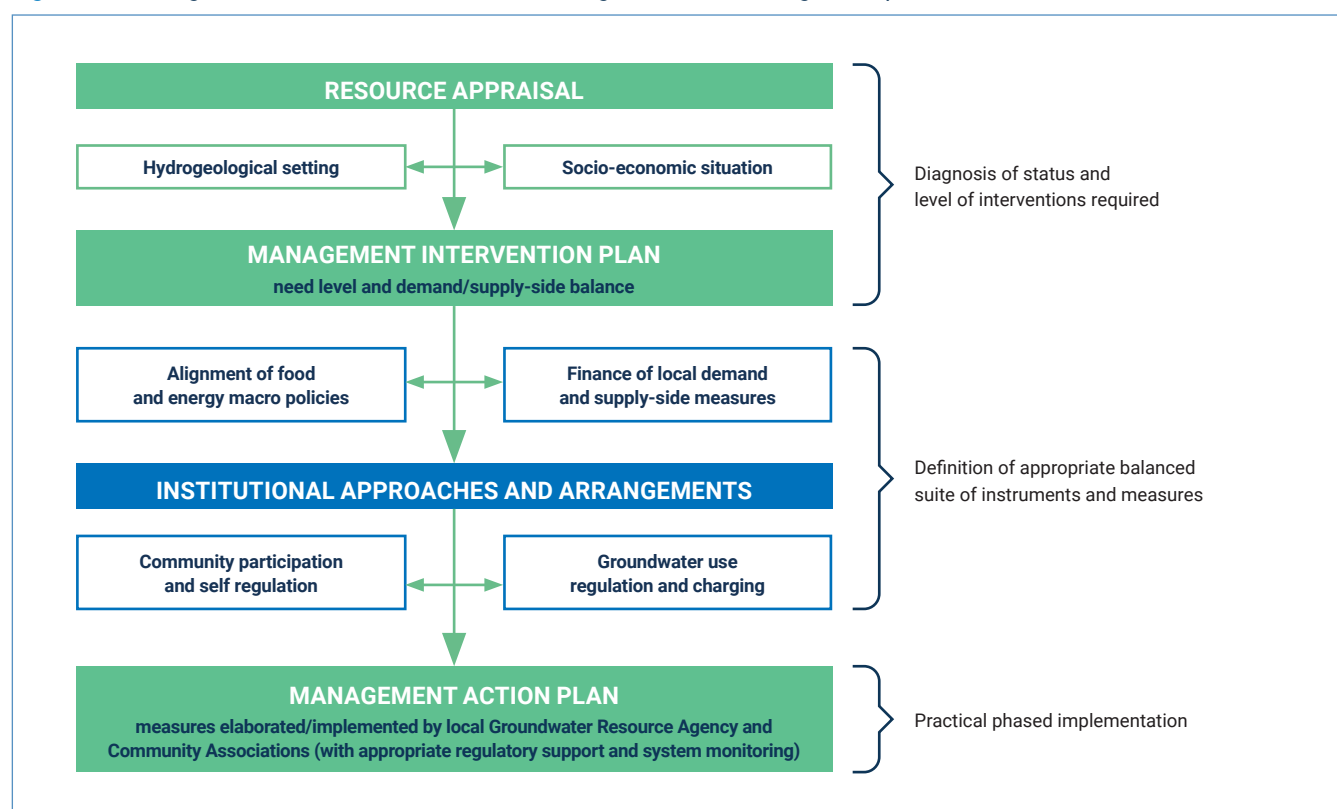 RESOURCE APPRAISAL
Hydrogeological setting
Socio-economic situation
Diagnosis of status and
level of interventions required
MANAGEMENT INTERVENTION PLAN
need level and demand/supply-side balance
Alignment of food
and energy macro policies
Finance of local demand
and supply-side measures
INSTITUTIONAL APPROACHES AND ARRANGEMENTS
Definition of appropriate balanced
suite of instruments and measures
Community participation
and self regulation
Groundwater use
regulation and charging
MANAGEMENT ACTION PLAN
measures elaborated/implemented by local Groundwater Resource Agency and
Community Associations (with appropriate regulatory support and system monitoring)
Practical phased implementation